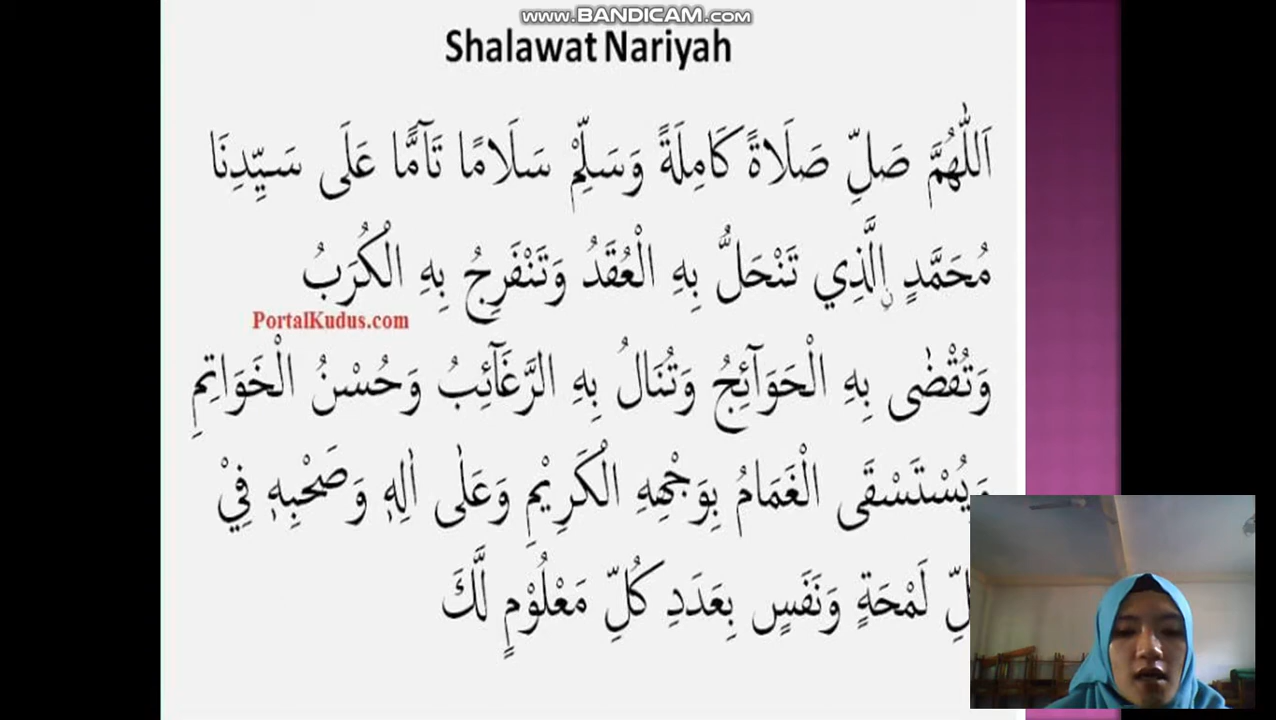 www.BANDICAM.com
Shalawat Nariyah
اَللّٰهُمَّ صَلِّ صَلَاةً كَامِلَةً وَسَلِّمْ سَلَامًا تَآمًّا عَلَى سَيِّدِنَا
مُحَمَّدٍ ࣙالَّذِي تَنْحَلُّ بِهِ الْعُقَدُ وَتَنْفَرِجُ بِهِ الْكُرَبُ
PortalKudus.com
وَتُقْضٰى بِهِ الْحَوَآئِجُ وَتُنَالُ بِهِ الرَّغَآئِبُ وَحُسْنُ الْخَوَاتِمِ
وَيُسْتَسْقَى الْغَمَامُ بِوَجْهِهِ الْكَرِيْمِ وَعَلٰى اٰلِهٖ وَصَحْبِهٖ فِيْ
لَمْحَةٍ وَنَفَسٍ بِعَدَدِ كُلِّ مَعْلُوْمٍ لَّكَ